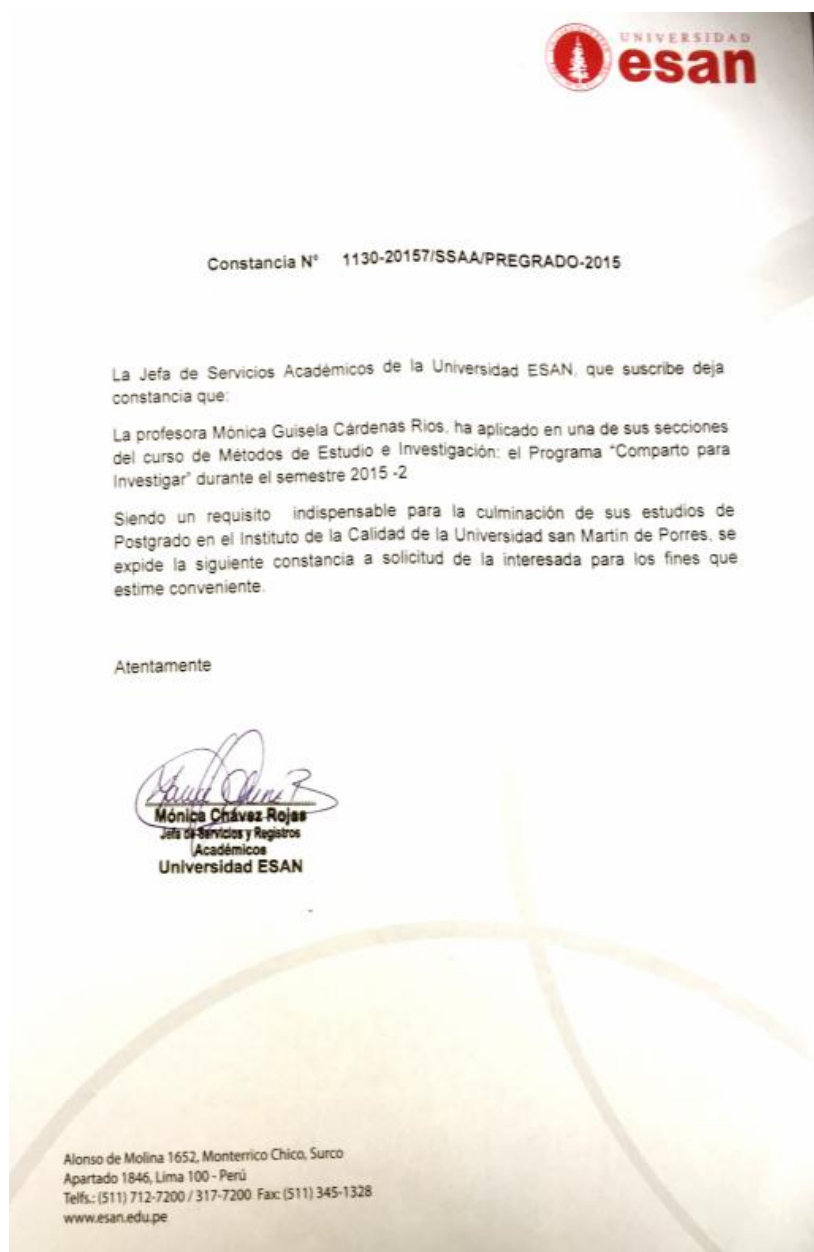 UNIVERSIDAD
esan
Constancia N° 1130-20157/SSAA/PREGRADO-2015
La Jefa de Servicios Académicos de la Universidad ESAN, que suscribe deja
constancia que:
La profesora Mónica Guisela Cárdenas Rios, ha aplicado en una de sus secciones
del curso de Métodos de Estudio e Investigación: el Programa "Comparto para
Investigar" durante el semestre 2015 -2
Siendo un requisito indispensable para la culminación de sus estudios de
Postgrado en el Instituto de la Calidad de la Universidad san Martin de Porres, se
expide la siguiente constancia a solicitud de la interesada para los fines que
estime conveniente.
Atentamente
Mónica Chávez Rojas
Jefa de Servicios y Registros
Académicos
Universidad ESAN
Alonso de Molina 1652, Monterrico Chico, Surco
Apartado 1846, Lima 100 - Perú
Telfs.: (511) 712-7200 / 317-7200 Fax: (511) 345-1328
www.esan.edu.pe